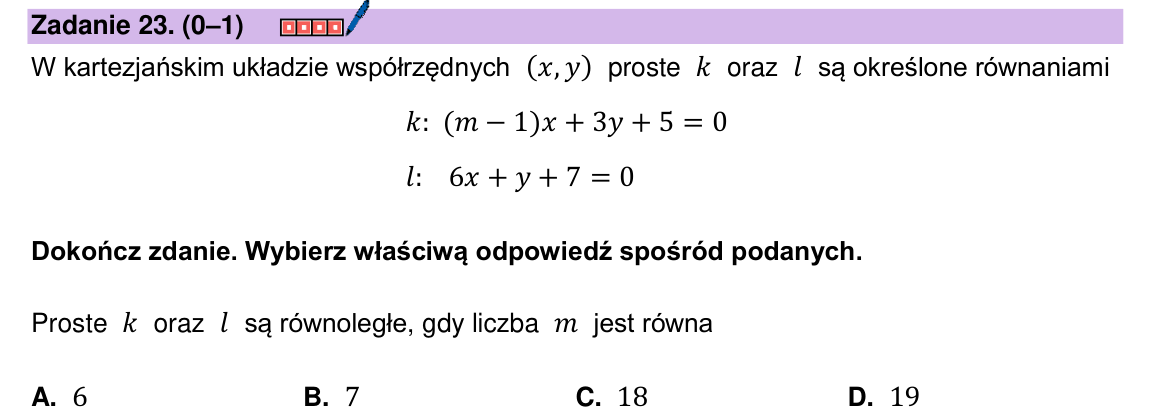 Zadanie 23. (0–1)
W kartezjańskim układzie współrzędnych (x, y) proste k oraz l są określone równaniami
k: (m − 1)x + 3y + 5 = 0
l: 6x + y + 7 = 0
Dokończ zdanie. Wybierz właściwą odpowiedź spośród podanych.
Proste k oraz l są równoległe, gdy liczba m jest równa
A. 6 B. 7 C. 18 D. 19